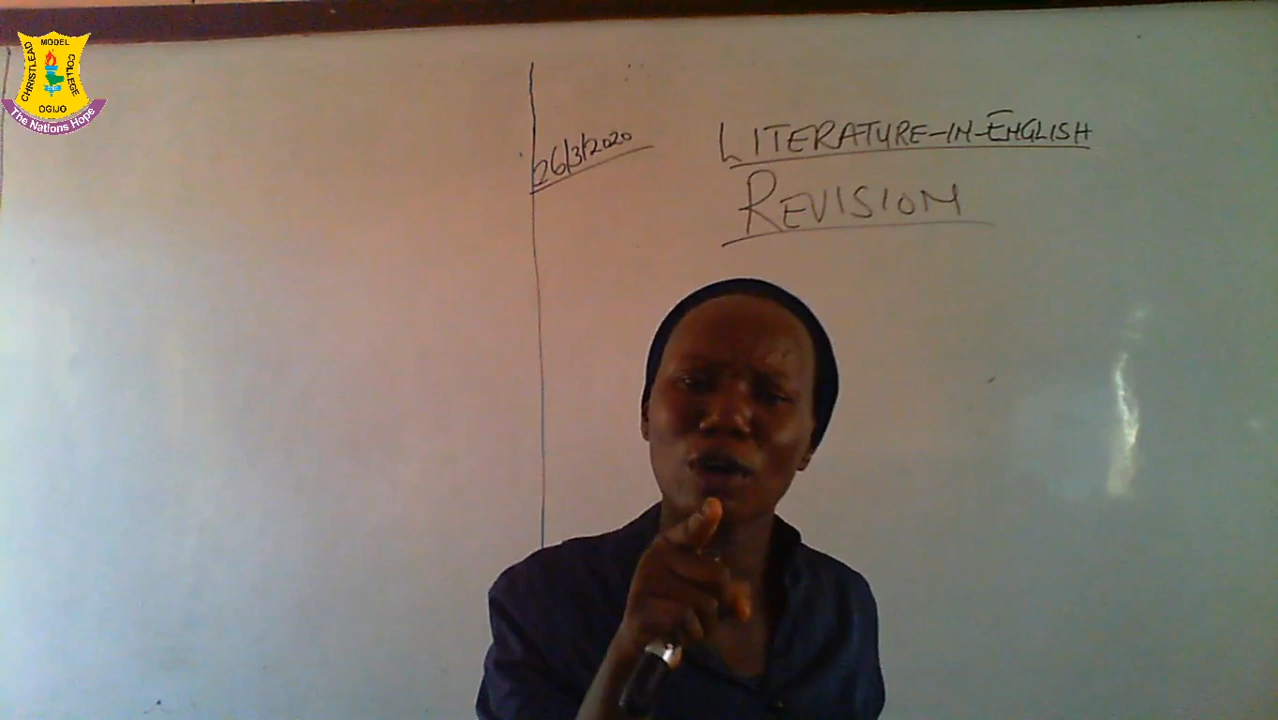 MODEL
CHRISTLEAD
COLLEGE
OGIJO
The Nations Hope
26/3/2020
LITERATURE-IN-ENGLISH
REVISION